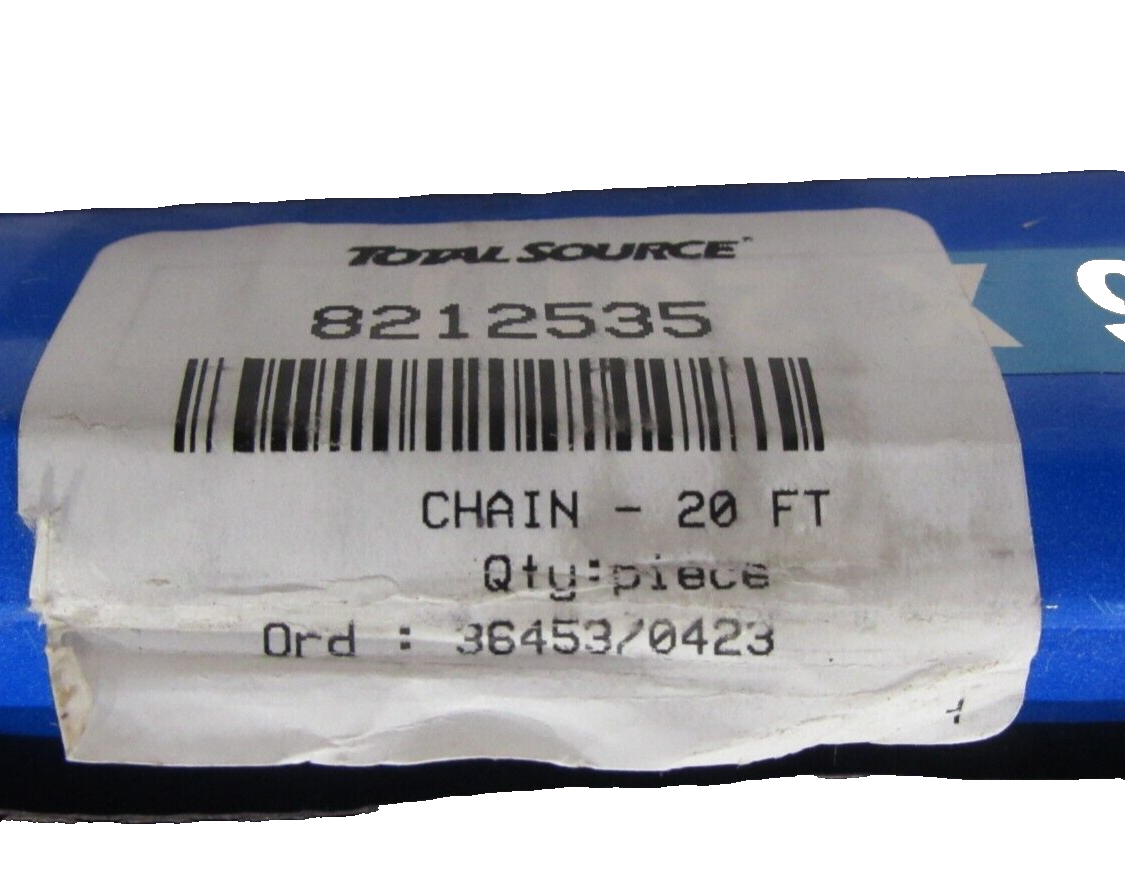 TOTAL SOURCE
8212535
CHAIN - 20 FT
Qty:piece
Ord : 36453/0423